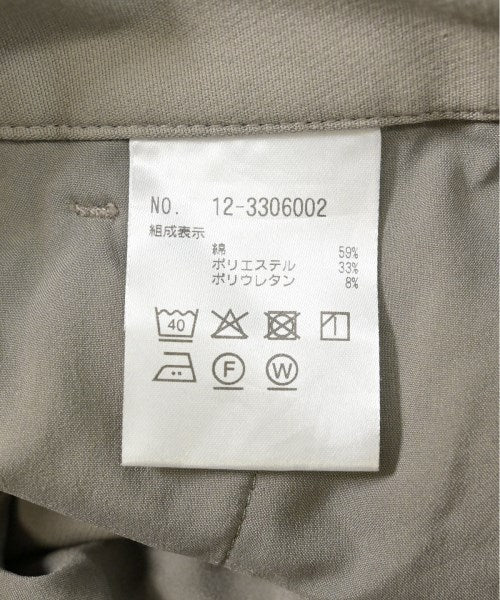 NO. 12-3306002
組成表示
綿 59%
ポリエステル 33%
ポリウレタン 8%
40
F W